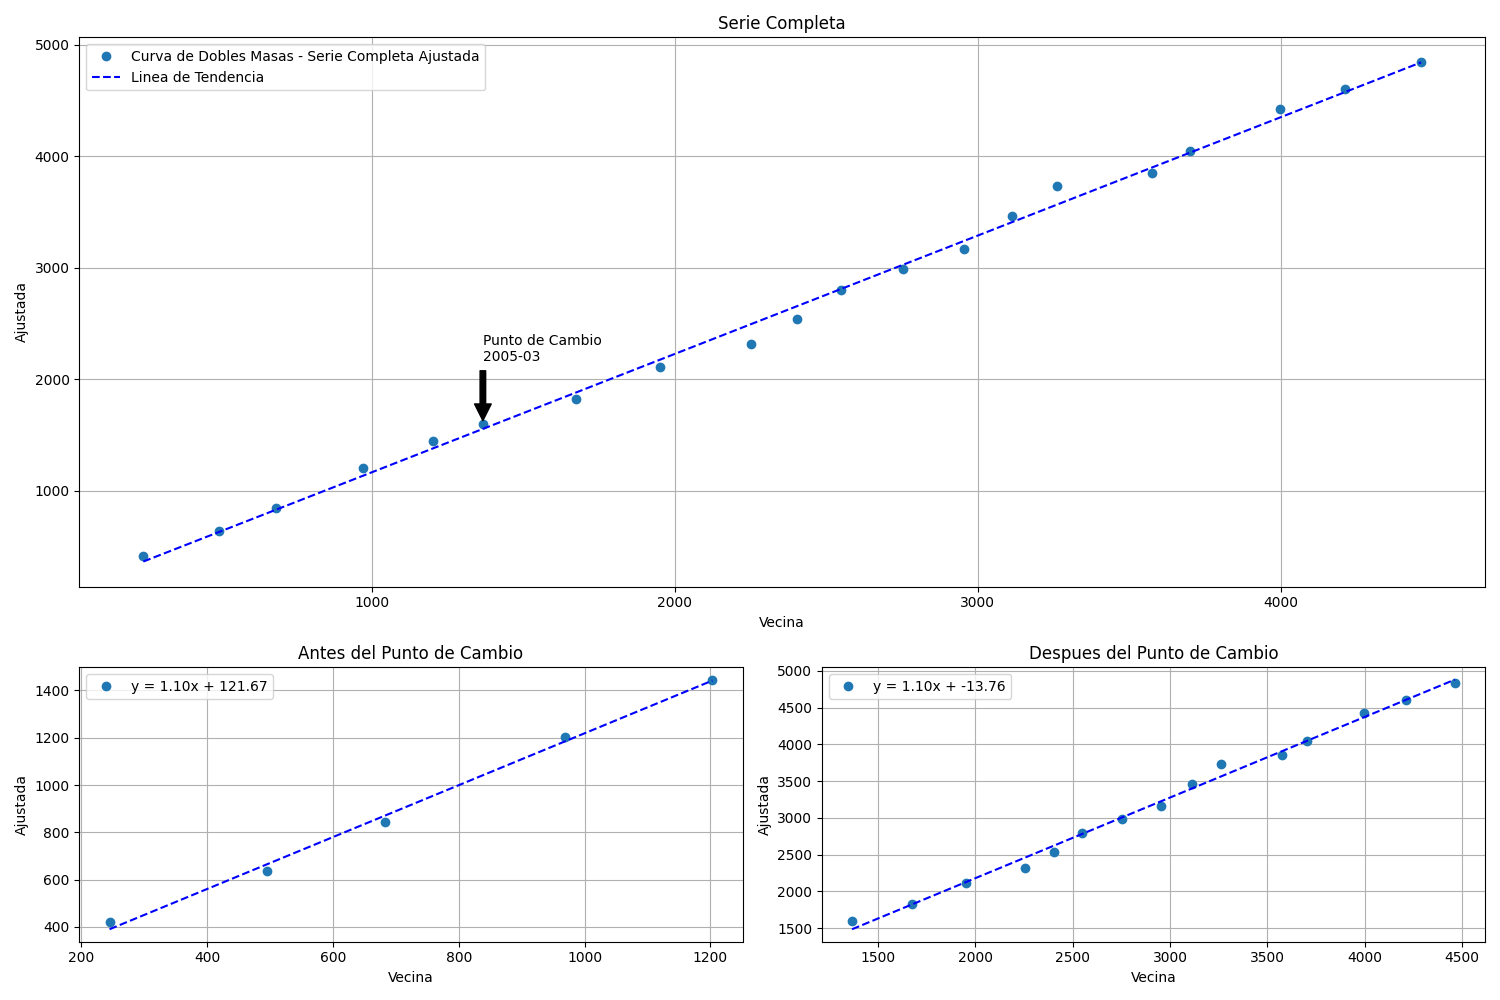 Serie Completa
Curva de Dobles Masas - Serie Completa Ajustada
Linea de Tendencia
5000
4000
3000
2000
1000
Ajustada
Punto de Cambio
2005-03
1000 2000 3000 4000
Vecina
Antes del Punto de Cambio
y = 1.10x + 121.67
1400
1200
1000
800
600
400
Ajustada
200 400 600 800 1000 1200
Vecina
Despues del Punto de Cambio
y = 1.10x + -13.76
5000
4500
4000
3500
3000
2500
2000
1500
Ajustada
1500 2000 2500 3000 3500 4000 4500
Vecina